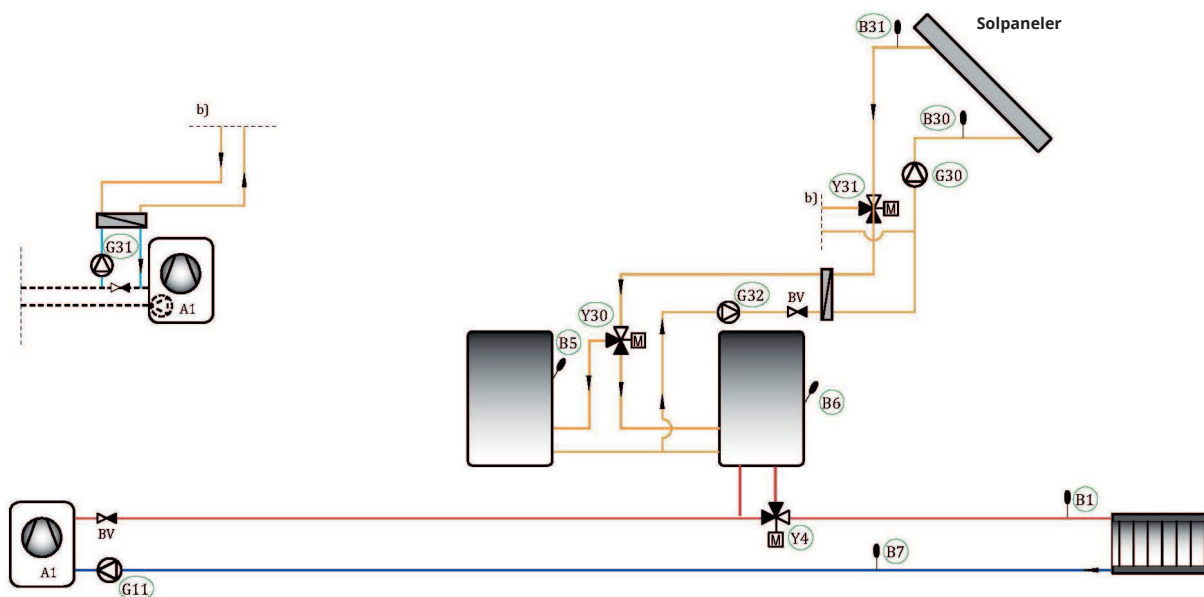 B31
Solpaneler
b)
B30
Y31
G30
b)
M
G31
G32
BV
A1
Y30
M
B5
B6
B1
BV
Y4
M
B7
A1
G11